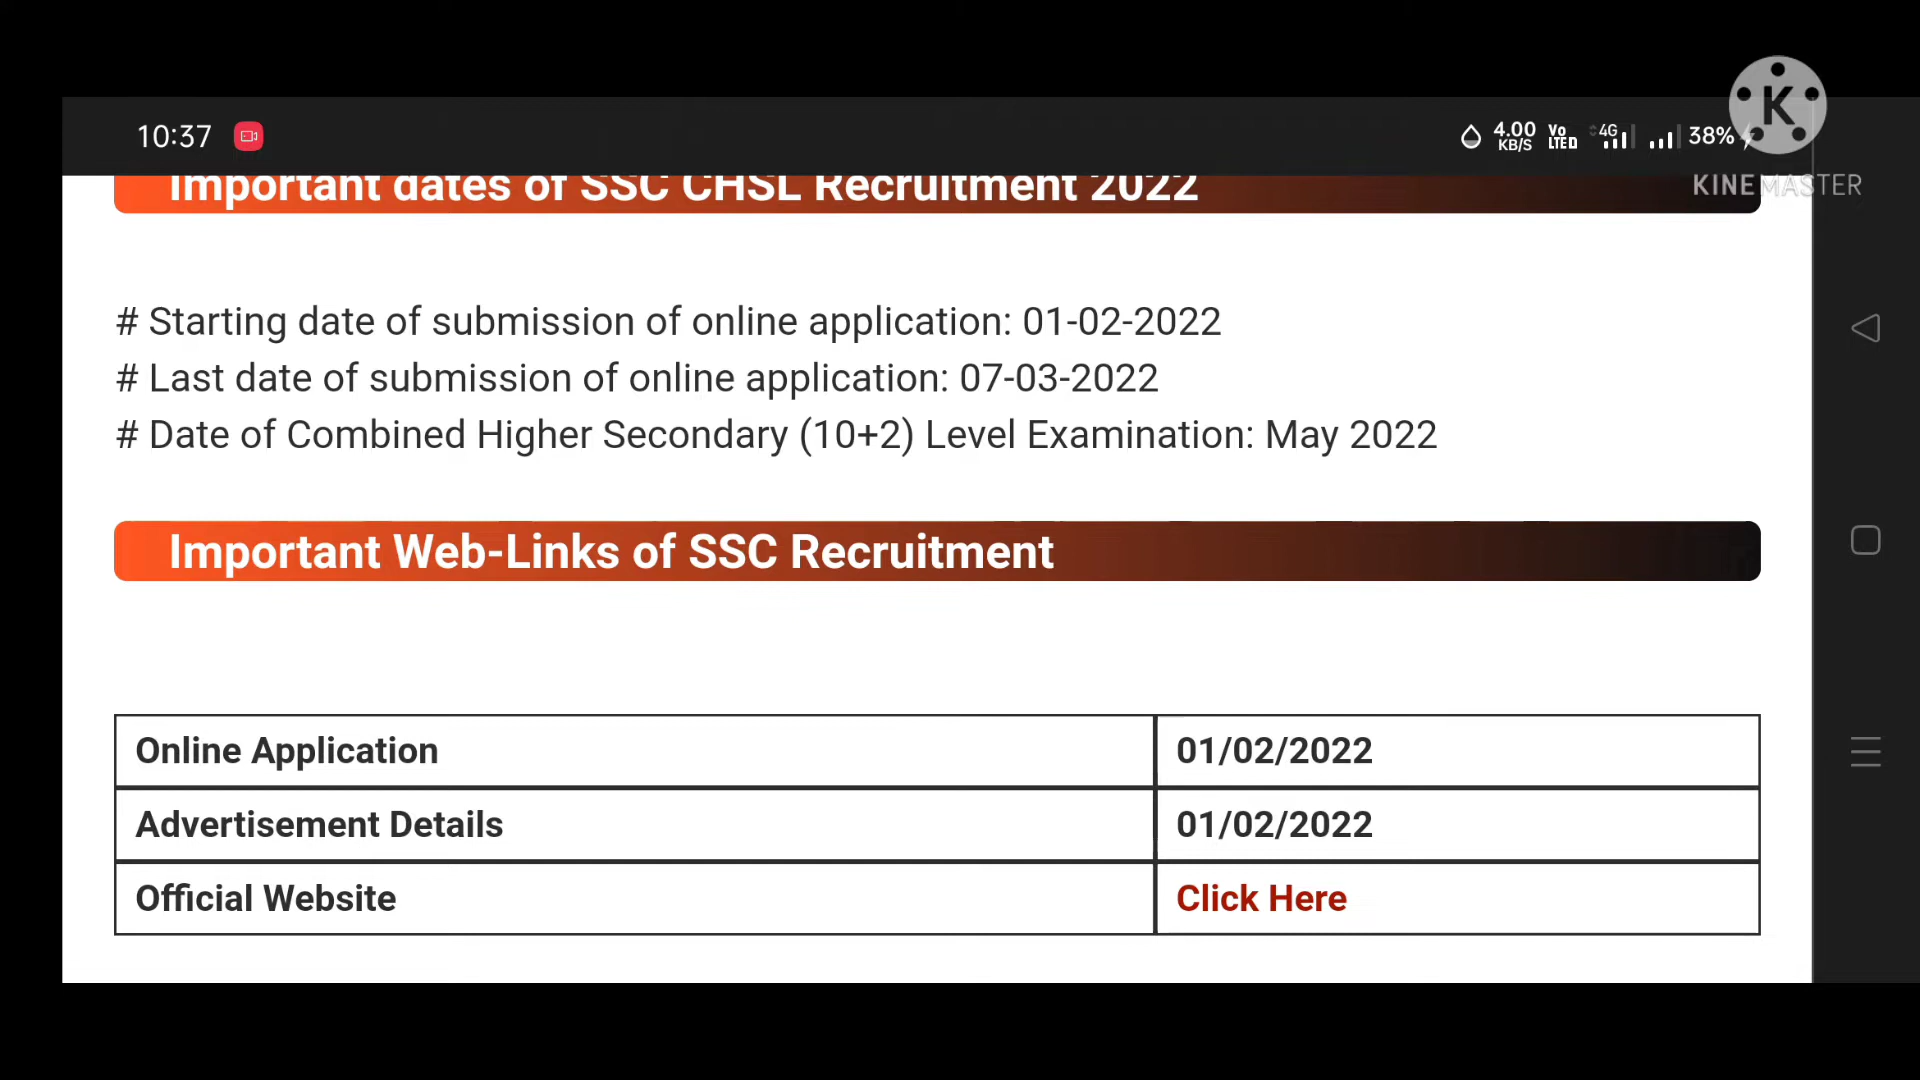 10:37
4.00
KB/S
Vo
LTE
4G
38%
K
KINEMASTER
Important dates of SSC CHSL Recruitment 2022
# Starting date of submission of online application: 01-02-2022
# Last date of submission of online application: 07-03-2022
# Date of Combined Higher Secondary (10+2) Level Examination: May 2022
Important Web-Links of SSC Recruitment
Online Application 01/02/2022
Advertisement Details 01/02/2022
Official Website Click Here